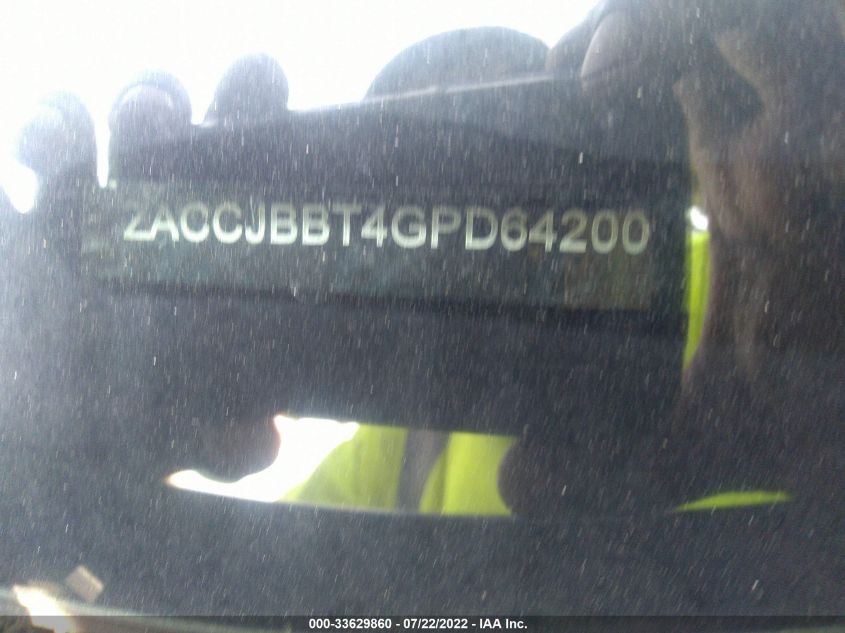 ZACCJBBT4GPD64200
000-33629860 - 07/22/2022 - IAA Inc.